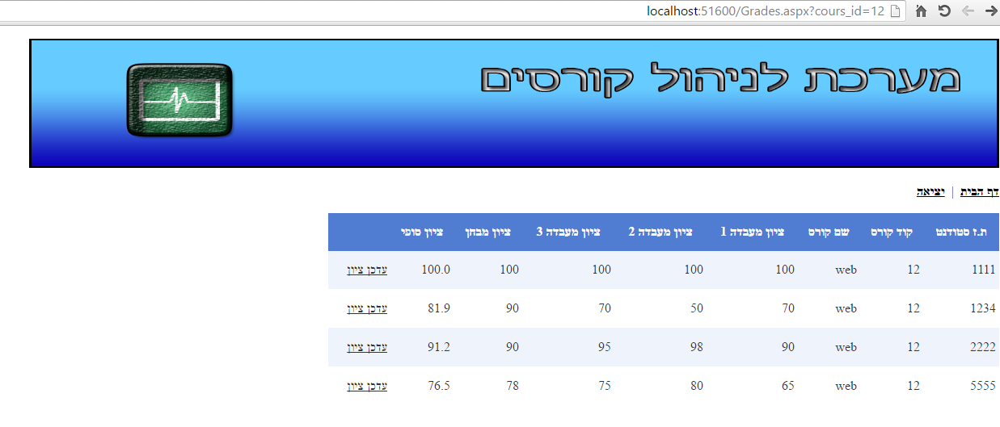 localhost:51600/Grades.aspx?cours_id=12
מערכת לניהול קורסים
דף הבית | יציאה
ת.ז סטודנט קוד קורס שם קורס ציון מעבדה 1 ציון מעבדה 2 ציון מעבדה 3 ציון מבחן ציון סופי
1111 12 web 100 100 100 100 100.0 עדכן ציון
1234 12 web 70 50 70 90 81.9 עדכן ציון
2222 12 web 90 98 95 90 91.2 עדכן ציון
5555 12 web 65 80 75 78 76.5 עדכן ציון